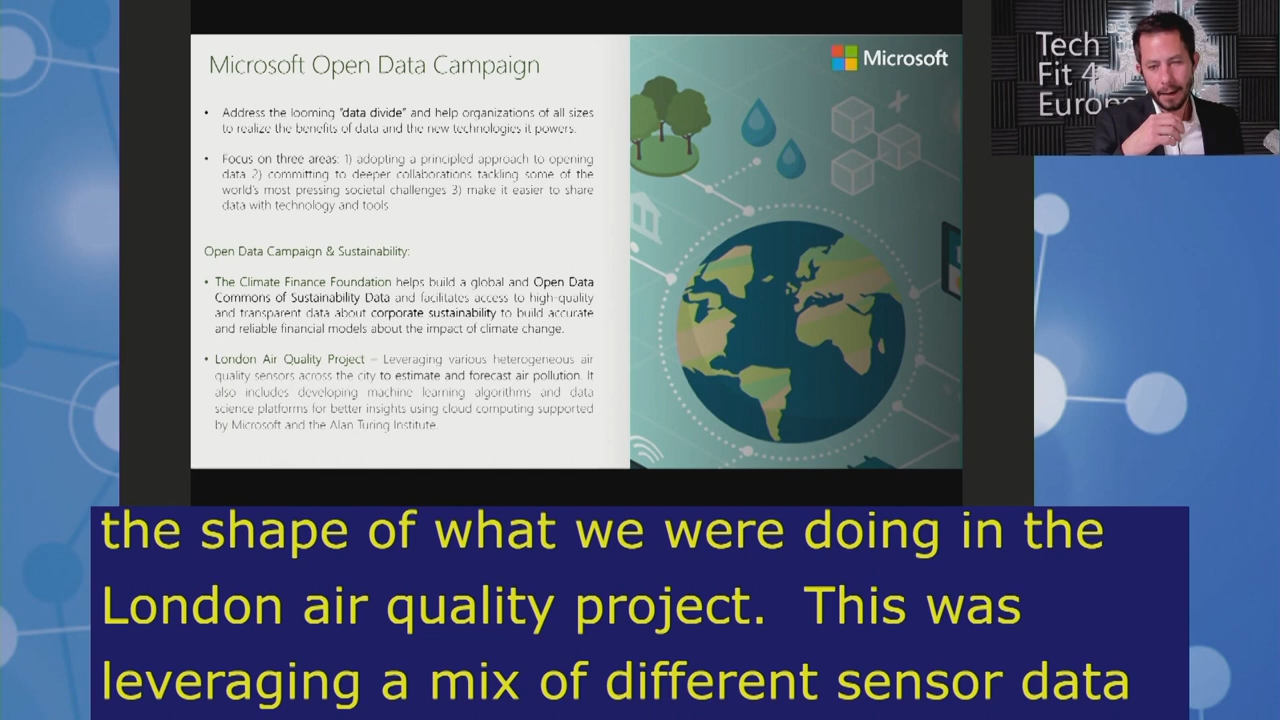 Microsoft Open Data Campaign
Microsoft
Tech
Fit 4
Europe
• Address the looming "data divide" and help organizations of all sizes
to realize the benefits of data and the new technologies it powers.
• Focus on three areas: 1) adopting a principled approach to opening
data 2) committing to deeper collaborations tackling some of the
world's most pressing societal challenges 3) make it easier to share
data with technology and tools
Open Data Campaign & Sustainability:
• The Climate Finance Foundation helps build a global and Open Data
Commons of Sustainability Data and facilitates access to high-quality
and transparent data about corporate sustainability to build accurate
and reliable financial models about the impact of climate change.
• London Air Quality Project – Leveraging various heterogeneous air
quality sensors across the city to estimate and forecast air pollution. It
also includes developing machine learning algorithms and data
science platforms for better insights using cloud computing supported
by Microsoft and the Alan Turing Institute.
the shape of what we were doing in the
London air quality project.  This was
leveraging a mix of different sensor data